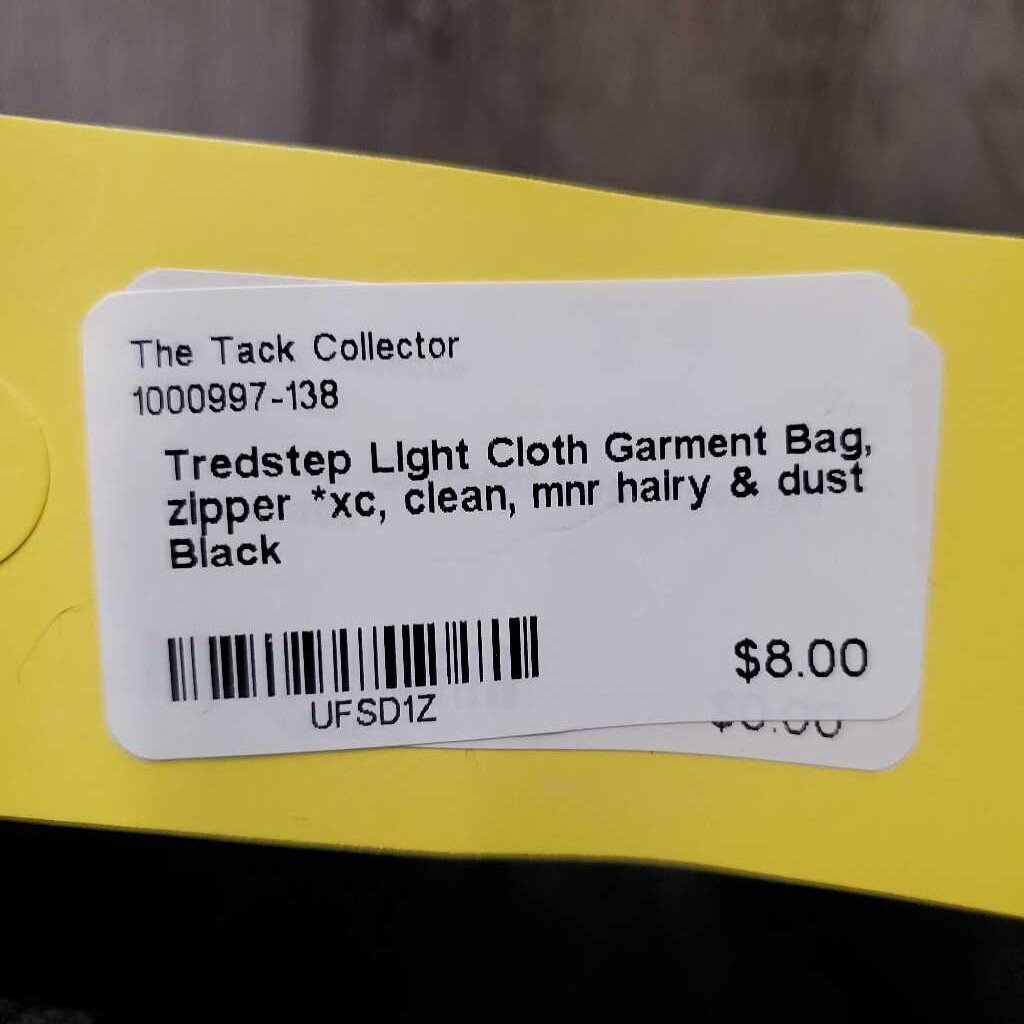 The Tack Collector
1000997-138
Tredstep Light Cloth Garment Bag,
zipper *xc, clean, mnr hairy & dust
Black
$8.00
UFSD1Z